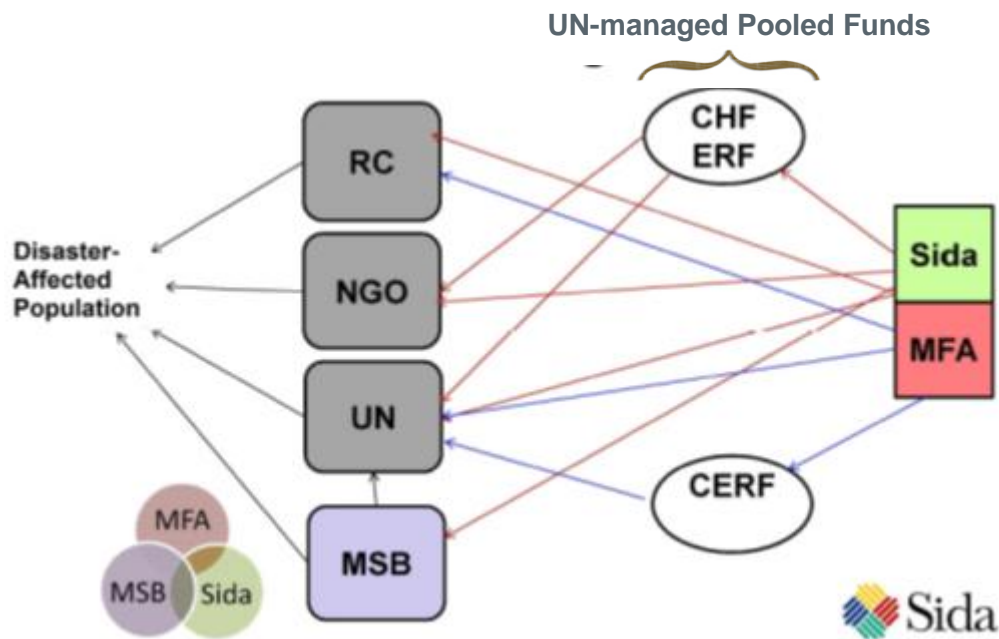 UN-managed Pooled Funds
CHF
ERF
RC
Sida
Disaster-
Affected
Population
NGO
MFA
UN
CERF
MFA
MSB
Sida
MSB
Sida